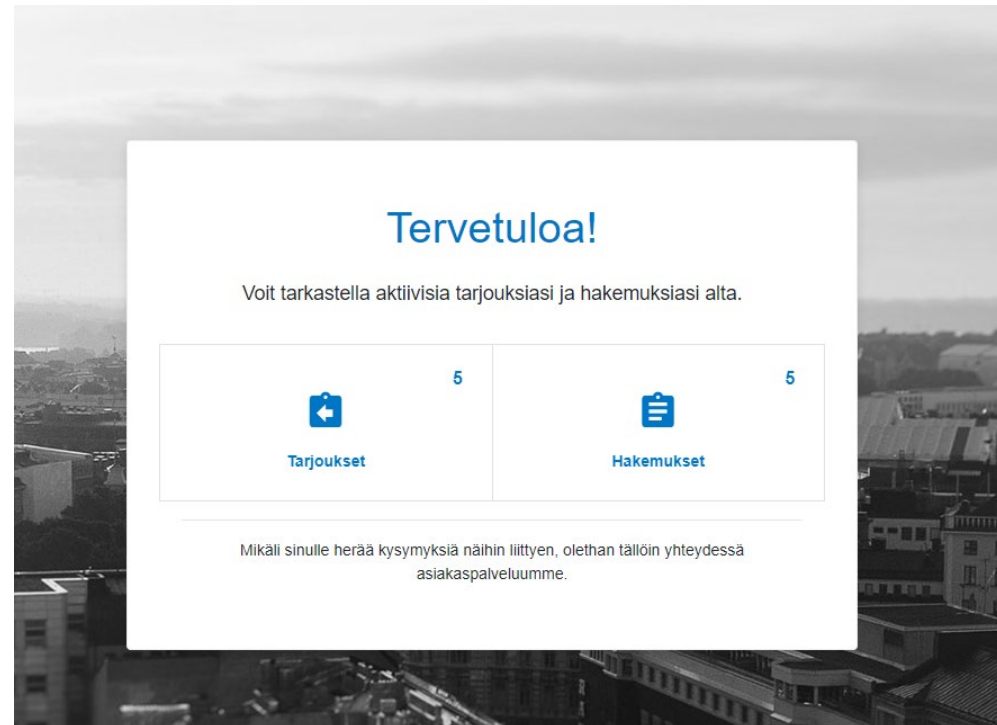 Tervetuloa!
Voit tarkastella aktiivisia tarjouksiasi ja hakemuksiasi alta.
5
Tarjoukset
5
Hakemukset
Mikäli sinulle herää kysymyksiä näihin liittyen, olethan tällöin yhteydessä
asiakaspalveluumme.